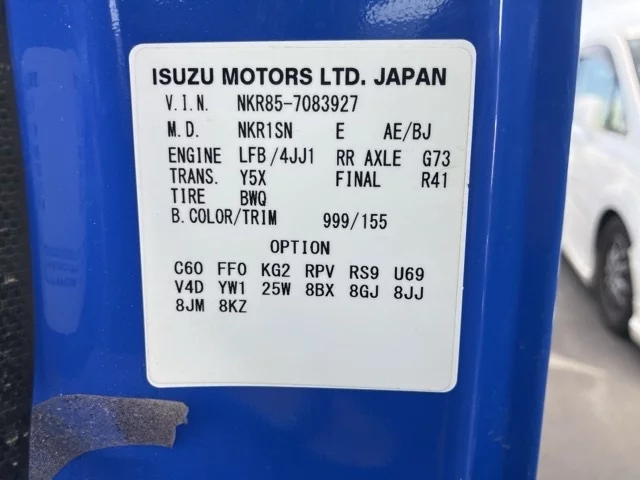 ISUZU MOTORS LTD. JAPAN
V.I.N. NKR85-7083927
M.D. NKR1SN E AE/BJ
ENGINE LFB/4JJ1 RR AXLE G73
TRANS. Y5X FINAL R41
TIRE BWQ
B.COLOR/TRIM 999/155
OPTION
C60 FF0 KG2 RPV RS9 U69
V4D YW1 25W 8BX 8GJ 8JJ
8JM 8KZ